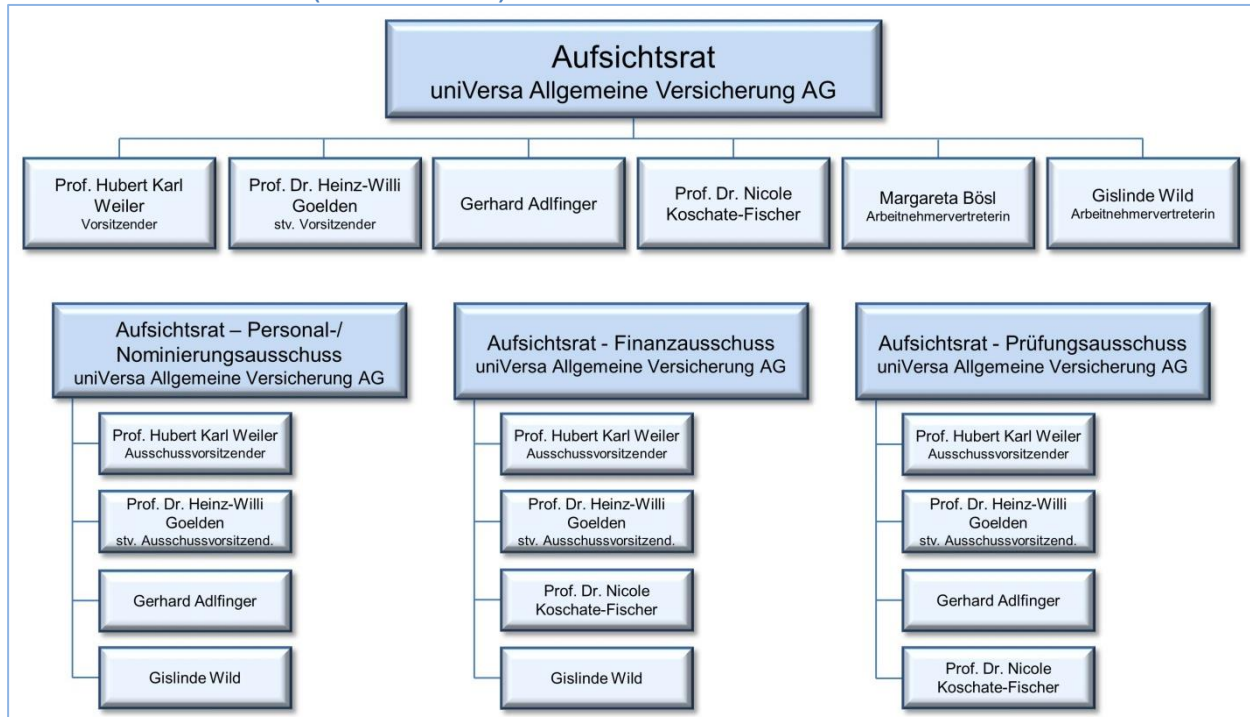 Aufsichtsrat
uniVersa Allgemeine Versicherung AG
Prof. Hubert Karl
Weiler
Vorsitzender
Prof. Dr. Heinz-Willi
Goelden
stv. Vorsitzender
Gerhard Adlfinger
Prof. Dr. Nicole
Koschate-Fischer
Margareta Bösl
Arbeitnehmervertreterin
Gislinde Wild
Arbeitnehmervertreterin
Aufsichtsrat – Personal-/
Nominierungsausschuss
uniVersa Allgemeine Versicherung AG
Prof. Hubert Karl Weiler
Ausschussvorsitzender
Prof. Dr. Heinz-Willi
Goelden
stv. Ausschussvorsitzend.
Gerhard Adlfinger
Gislinde Wild
Aufsichtsrat - Finanzausschuss
uniVersa Allgemeine Versicherung AG
Prof. Hubert Karl Weiler
Ausschussvorsitzender
Prof. Dr. Heinz-Willi
Goelden
stv. Ausschussvorsitzend.
Prof. Dr. Nicole
Koschate-Fischer
Gislinde Wild
Aufsichtsrat - Prüfungsausschuss
uniVersa Allgemeine Versicherung AG
Prof. Hubert Karl Weiler
Ausschussvorsitzender
Prof. Dr. Heinz-Willi
Goelden
stv. Ausschussvorsitzend.
Gerhard Adlfinger
Prof. Dr. Nicole
Koschate-Fischer